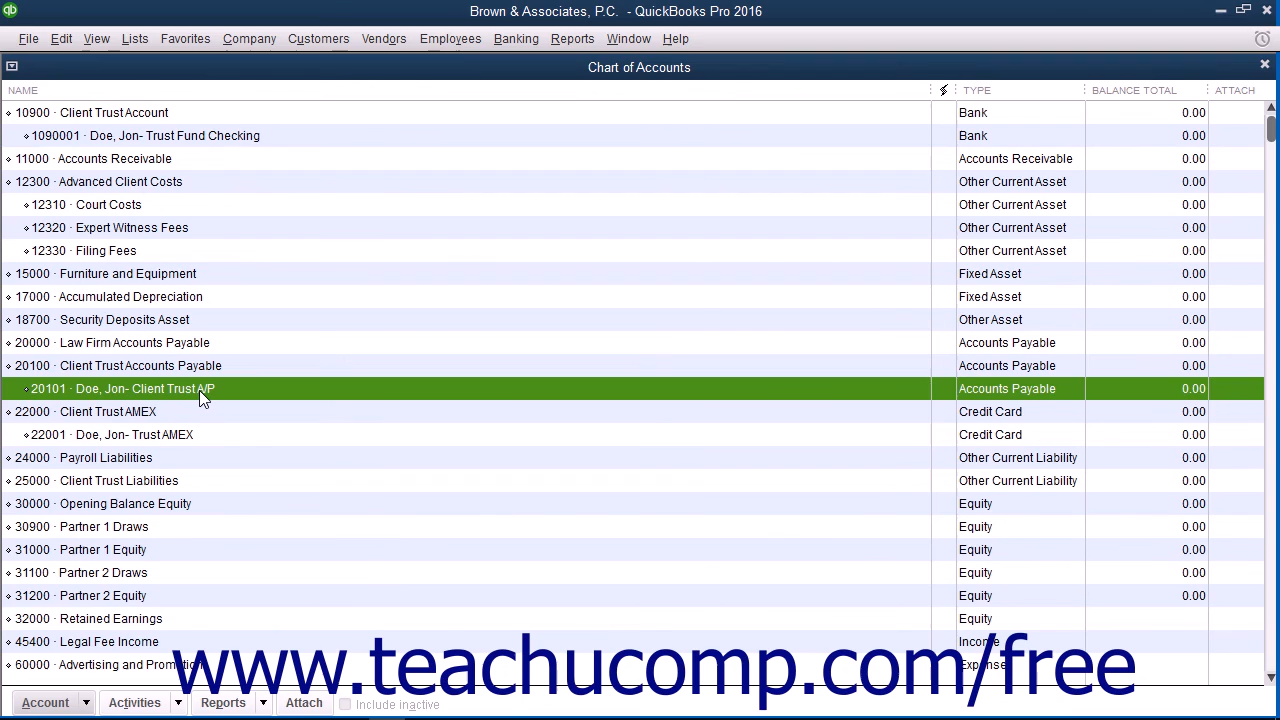 qb
Brown & Associates, P.C. - QuickBooks Pro 2016
File Edit View Lists Favorites Company Customers Vendors Employees Banking Reports Window Help
Chart of Accounts
NAME TYPE BALANCE TOTAL ATTACH
10900 · Client Trust Account Bank 0.00
1090001 · Doe, Jon- Trust Fund Checking Bank 0.00
11000 · Accounts Receivable Accounts Receivable 0.00
12300 · Advanced Client Costs Other Current Asset 0.00
12310 · Court Costs Other Current Asset 0.00
12320 · Expert Witness Fees Other Current Asset 0.00
12330 · Filing Fees Other Current Asset 0.00
15000 · Furniture and Equipment Fixed Asset 0.00
17000 · Accumulated Depreciation Fixed Asset 0.00
18700 · Security Deposits Asset Other Asset 0.00
20000 · Law Firm Accounts Payable Accounts Payable 0.00
20100 · Client Trust Accounts Payable Accounts Payable 0.00
20101 · Doe, Jon- Client Trust A/P Accounts Payable 0.00
22000 · Client Trust AMEX Credit Card 0.00
22001 · Doe, Jon- Trust AMEX Credit Card 0.00
24000 · Payroll Liabilities Other Current Liability 0.00
25000 · Client Trust Liabilities Other Current Liability 0.00
30000 · Opening Balance Equity Equity 0.00
30900 · Partner 1 Draws Equity 0.00
31000 · Partner 1 Equity Equity 0.00
31100 · Partner 2 Draws Equity 0.00
31200 · Partner 2 Equity Equity 0.00
32000 · Retained Earnings Equity
45400 · Legal Fee Income Income
60000 · Advertising and Promotion Expense
www.teachucomp.com/free
Account Activities Reports Attach Include inactive